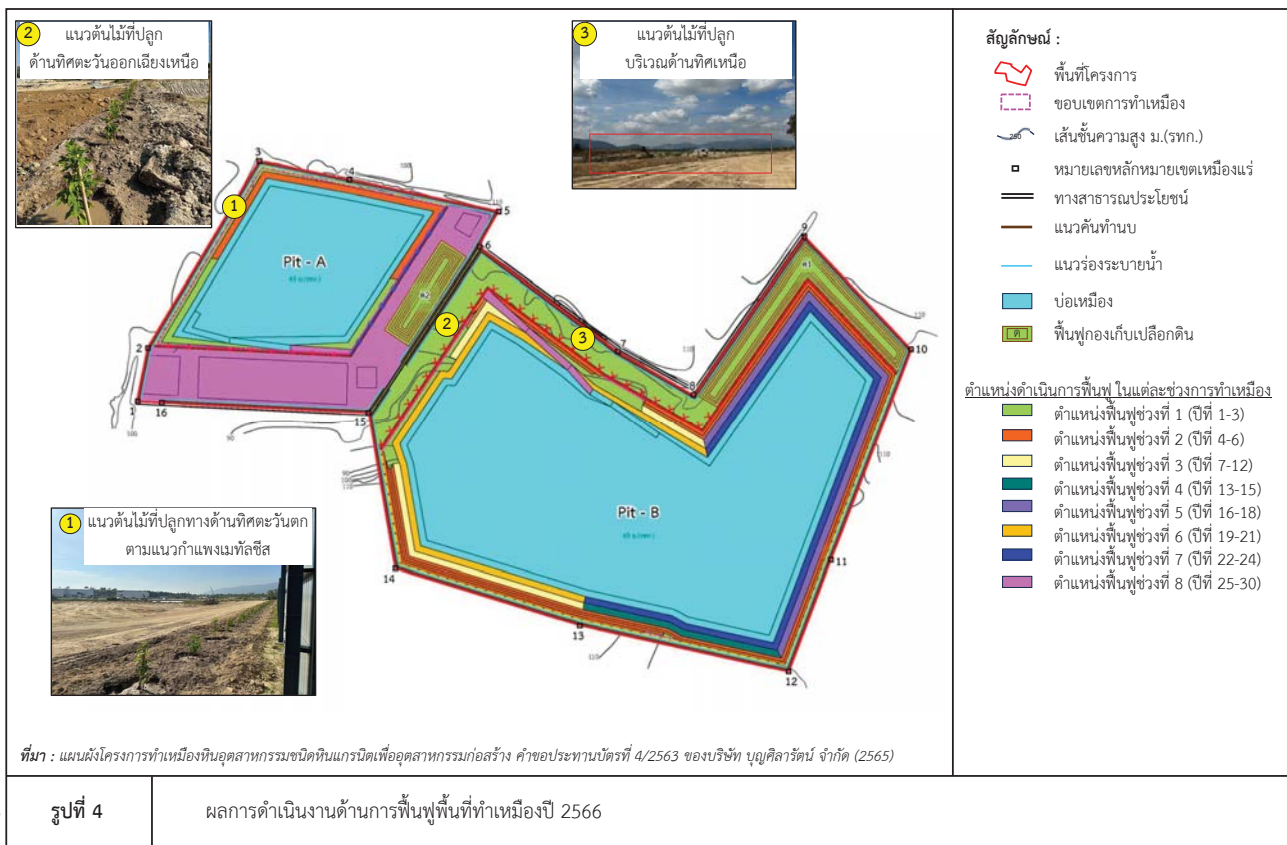 2
แนวต้นไม้ที่ปลูก
ด้านทิศตะวันออกเฉียงเหนือ
3
แนวต้นไม้ที่ปลูก
บริเวณด้านทิศเหนือ
3
4
100
5
110
1
6
9
Pit - A
2
3
7
110
8
110
10
2
1
16
100
90
15
90
100
110
110
Pit - B
11
14
13
110
12
1
แนวต้นไม้ที่ปลูกทางด้านทิศตะวันตก
ตามแนวกำแพงเมทัลชีส
สัญลักษณ์ :
พื้นที่โครงการ
ขอบเขตการทำเหมือง
250
เส้นชั้นความสูง ม.(รทก.)
หมายเลขหลักหมายเขตเหมืองแร่
ทางสาธารณประโยชน์
แนวคันทำนบ
แนวร่องระบายน้ำ
บ่อเหมือง
ฟื้นฟูกองเก็บเปลือกดิน
ตำแหน่งดำเนินการฟื้นฟู ในแต่ละช่วงการทำเหมือง
ตำแหน่งฟื้นฟูช่วงที่ 1 (ปีที่ 1-3)
ตำแหน่งฟื้นฟูช่วงที่ 2 (ปีที่ 4-6)
ตำแหน่งฟื้นฟูช่วงที่ 3 (ปีที่ 7-12)
ตำแหน่งฟื้นฟูช่วงที่ 4 (ปีที่ 13-15)
ตำแหน่งฟื้นฟูช่วงที่ 5 (ปีที่ 16-18)
ตำแหน่งฟื้นฟูช่วงที่ 6 (ปีที่ 19-21)
ตำแหน่งฟื้นฟูช่วงที่ 7 (ปีที่ 22-24)
ตำแหน่งฟื้นฟูช่วงที่ 8 (ปีที่ 25-30)
ที่มา : แผนผังโครงการทำเหมืองหินอุตสาหกรรมชนิดหินแกรนิตเพื่ออุตสาหกรรมก่อสร้าง คำขอประทานบัตรที่ 4/2563 ของบริษัท บุญศิลารัตน์ จำกัด (2565)
รูปที่ 4
ผลการดำเนินงานด้านการฟื้นฟูพื้นที่ทำเหมืองปี 2566